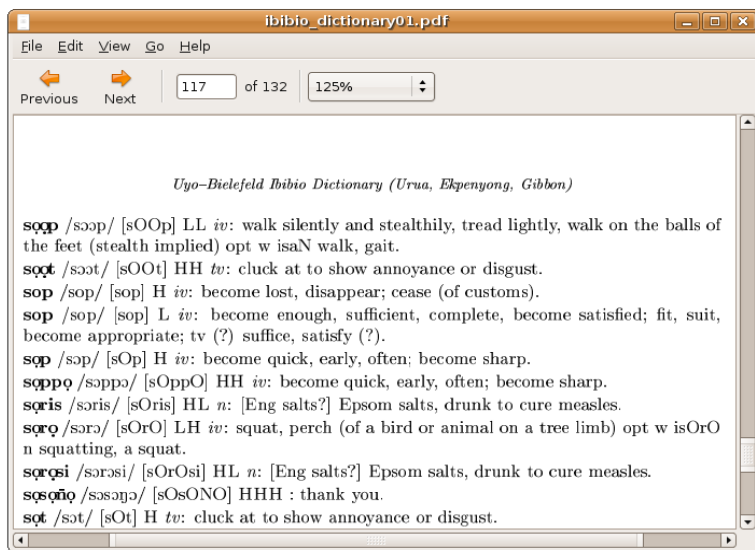 ibibio_dictionary01.pdf
File Edit View Go Help
Previous Next 117 of 132 125%
Uyo–Bielefeld Ibibio Dictionary (Urua, Ekpenyong, Gibbon)
sọọp /sɔɔp/ [sOOp] LL iv: walk silently and stealthily, tread lightly, walk on the balls of
the feet (stealth implied) opt w isaN walk, gait.
sọọt /sɔɔt/ [sOOt] HH tv: cluck at to show annoyance or disgust.
sop /sop/ [sop] H iv: become lost, disappear; cease (of customs).
sop /sop/ [sop] L iv: become enough, sufficient, complete, become satisfied; fit, suit,
become appropriate; tv (?) suffice, satisfy (?).
sọp /sɔp/ [sOp] H iv: become quick, early, often; become sharp.
sọppọ /sɔppɔ/ [sOppO] HH iv: become quick, early, often; become sharp.
sọris /sɔris/ [sOris] HL n: [Eng salts?] Epsom salts, drunk to cure measles.
sọrọ /sɔrɔ/ [sOrO] LH iv: squat, perch (of a bird or animal on a tree limb) opt w isOrO
n squatting, a squat.
sọrọsi /sɔrɔsi/ [sOrOsi] HL n: [Eng salts?] Epsom salts, drunk to cure measles.
sọsọñọ /sɔsɔŋɔ/ [sOsONO] HHH : thank you.
sọt /sɔt/ [sOt] H tv: cluck at to show annoyance or disgust.